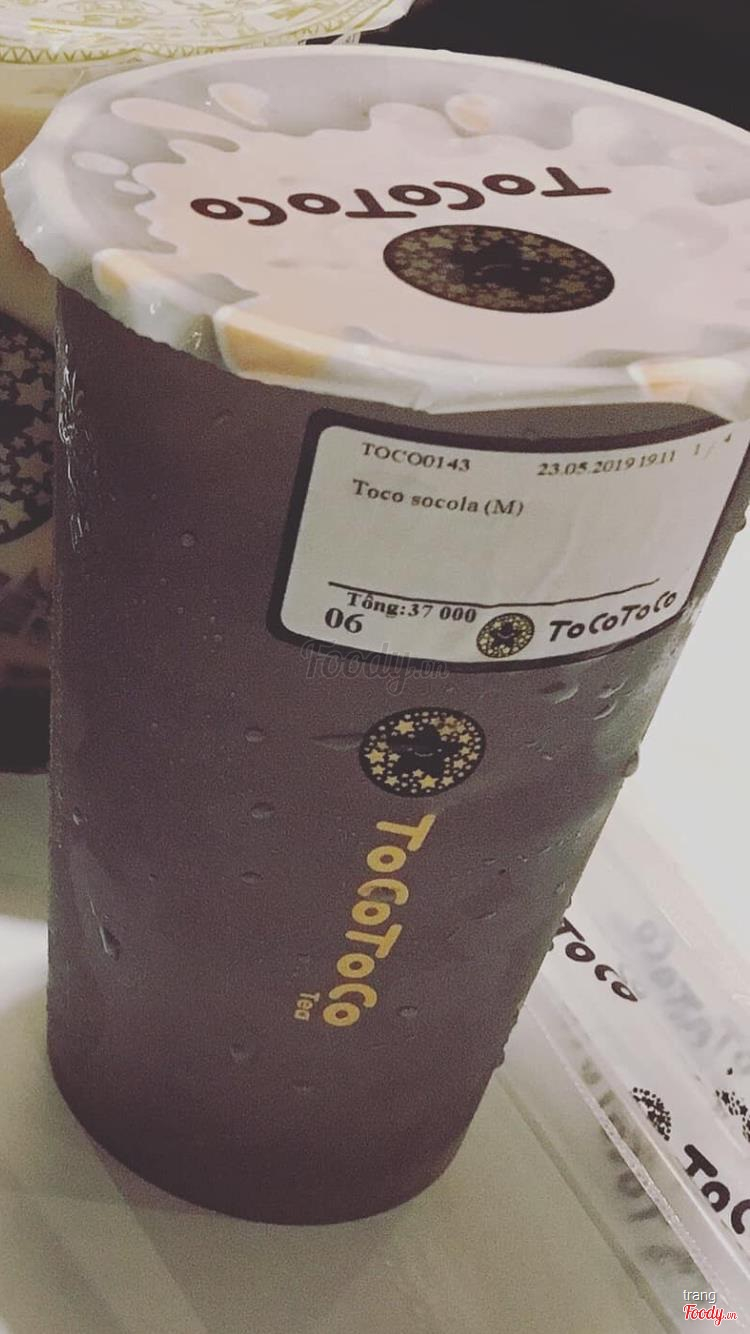 ToCoToCo
TOCO0143 23.05.2019 19:11 1 / 4
Toco socola (M)
Tổng:37 000
06
ToCoToCo
Foody.vn
ToCoToCo
Tea
ToCo
ToC
trang
Foody.vn